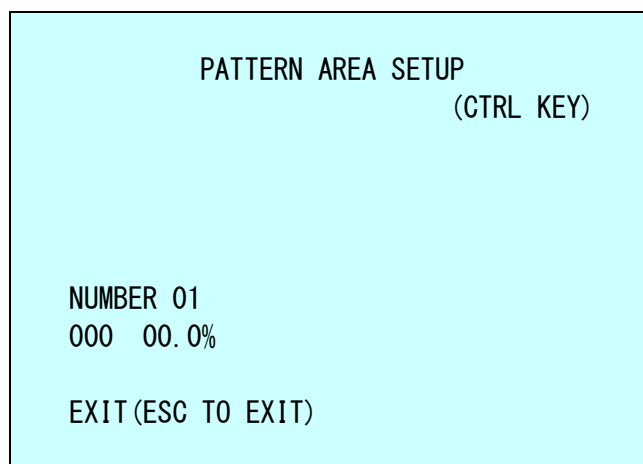 PATTERN AREA SETUP
(CTRL KEY)
NUMBER 01
000 00.0%
EXIT(ESC TO EXIT)